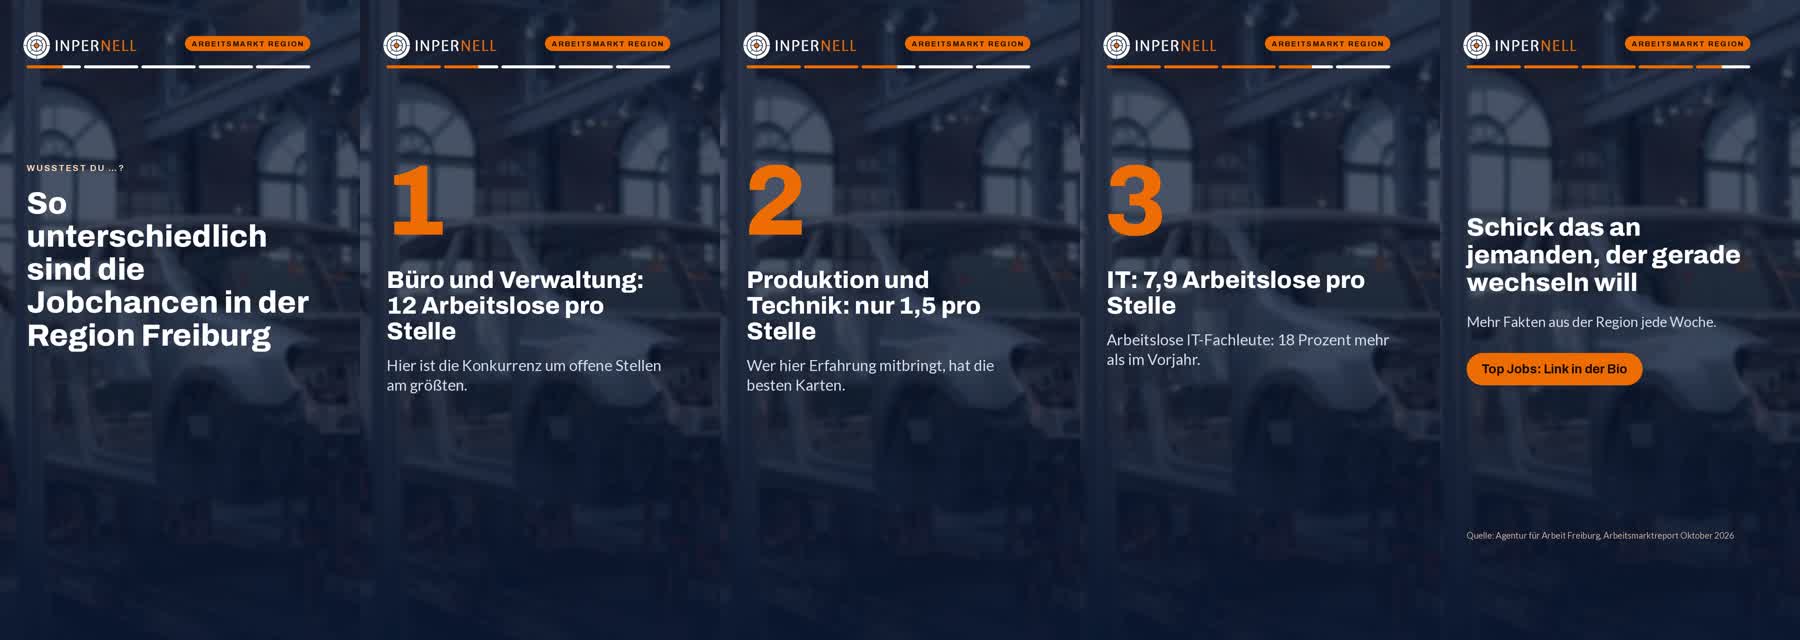 INPERNELL
ARBEITSMARKT REGION
WUSSTEST DU ...?
So
unterschiedlich
sind die
Jobchancen in der
Region Freiburg
INPERNELL
ARBEITSMARKT REGION
1
Büro und Verwaltung:
12 Arbeitslose pro
Stelle
Hier ist die Konkurrenz um offene Stellen
am größten.
INPERNELL
ARBEITSMARKT REGION
2
Produktion und
Technik: nur 1,5 pro
Stelle
Wer hier Erfahrung mitbringt, hat die
besten Karten.
INPERNELL
ARBEITSMARKT REGION
3
IT: 7,9 Arbeitslose pro
Stelle
Arbeitslose IT-Fachleute: 18 Prozent mehr
als im Vorjahr.
INPERNELL
ARBEITSMARKT REGION
Schick das an
jemanden, der gerade
wechseln will
Mehr Fakten aus der Region jede Woche.
Top Jobs: Link in der Bio
Quelle: Agentur für Arbeit Freiburg, Arbeitsmarktreport Oktober 2026